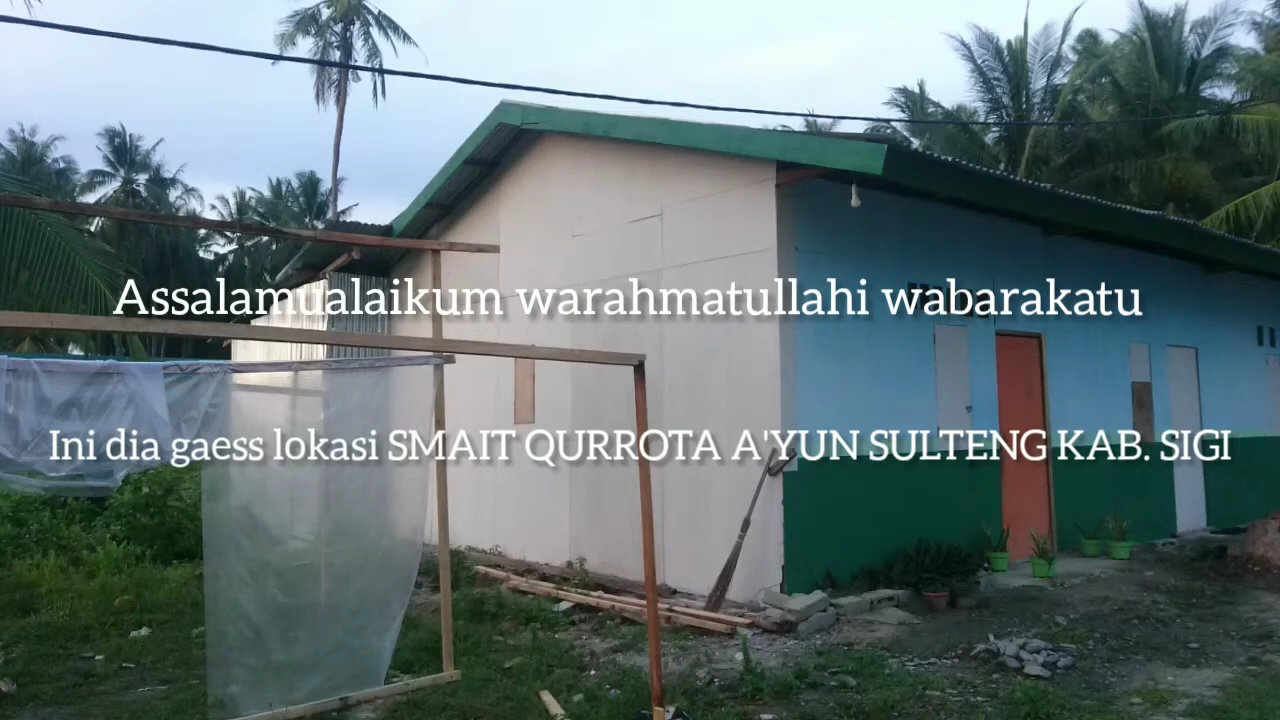 Assalamualaikum warahmatullahi wabarakatu
Ini dia gaess lokasi SMAIT QURROTA A'YUN SULTENG KAB. SIGI